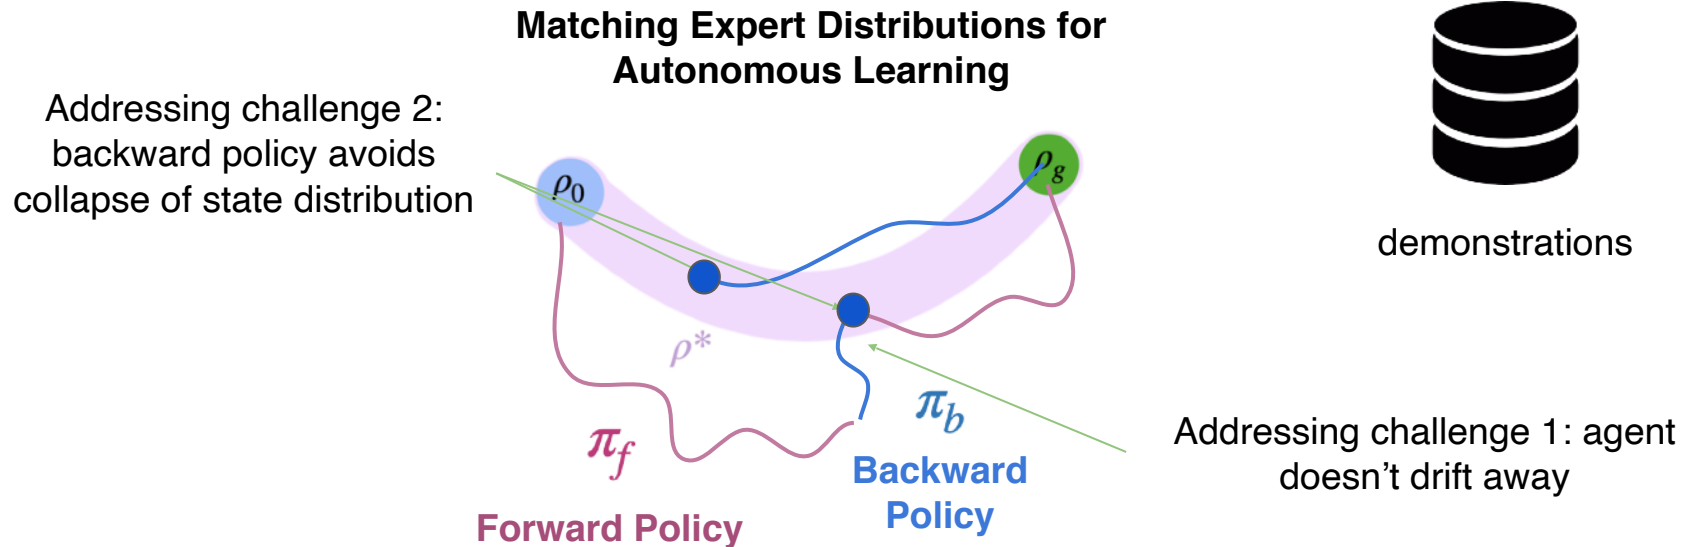 Matching Expert Distributions for
Autonomous Learning
Addressing challenge 2:
backward policy avoids
collapse of state distribution
ρ₀
ρg
demonstrations
ρ*
πf
πb
Addressing challenge 1: agent
doesn’t drift away
Backward
Policy
Forward Policy